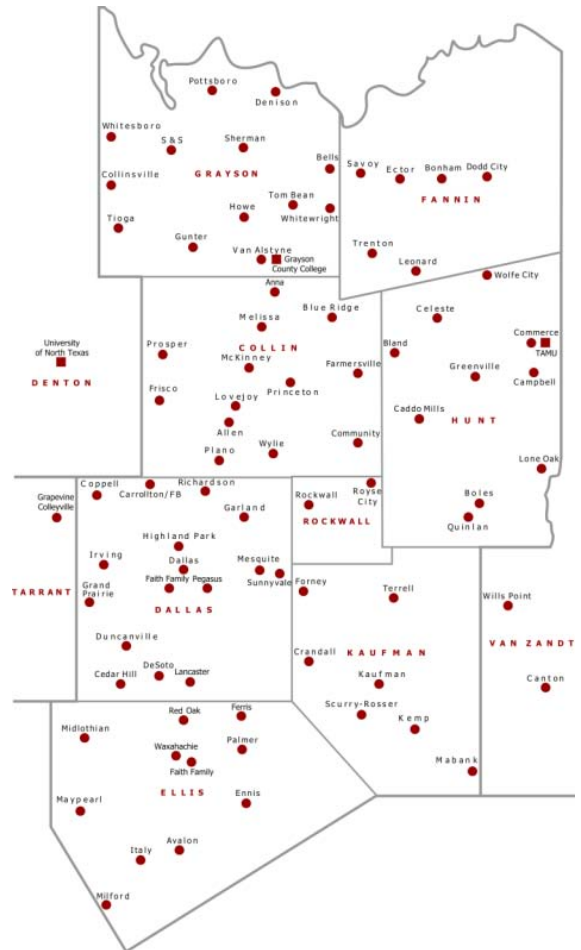 Pottsboro
Denison
Whitesboro
S & S
Sherman
Bells
Collinsville
GRAYSON
Savoy
Ector
Bonham
Dodd City
Tom Bean
Whitewright
FANNIN
Tioga
Howe
Gunter
Van Alstyne
Grayson
County College
Trenton
Leonard
Wolfe City
Anna
Blue Ridge
Celeste
Melissa
University
of North Texas
Prosper
COLLIN
Bland
Commerce
TAMU
McKinney
Farmersville
Greenville
Campbell
DENTON
Frisco
Princeton
Lovejoy
Allen
Caddo Mills
HUNT
Plano
Wylie
Community
Lone Oak
Grapevine
Colleyville
Coppell
Carrollton/FB
Richardson
Garland
Rockwall
Royse
City
ROCKWALL
Boles
Quinlan
Highland Park
Irving
Dallas
Mesquite
Sunnyvale
Forney
Terrell
Wills Point
TARRANT
Grand
Prairie
Faith Family
Pegasus
DALLAS
Duncanville
Crandall
KAUFMAN
VAN ZANDT
Cedar Hill
DeSoto
Lancaster
Kaufman
Canton
Scurry-Rosser
Kemp
Mabank
Red Oak
Ferris
Midlothian
Waxahachie
Faith Family
Palmer
ELLIS
Maypearl
Ennis
Italy
Avalon
Milford